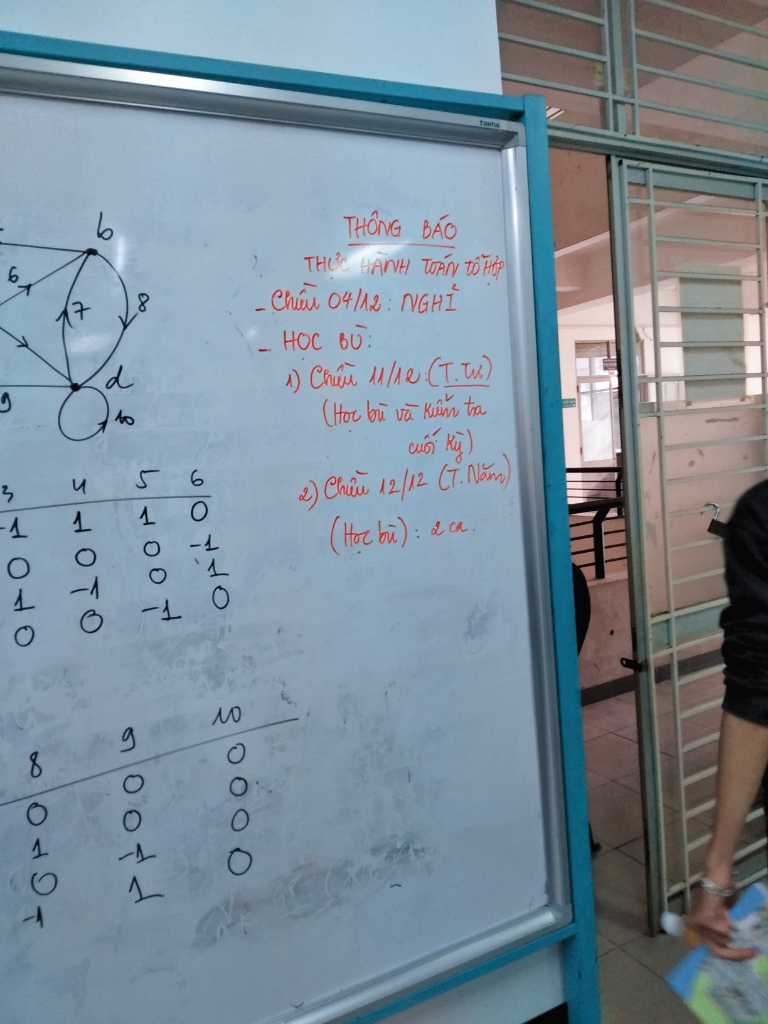 tanha
b
6
7
8
d
9
10
THÔNG BÁO
THỰC HÀNH TOÁN TỔ HỢP
- Chiều 04/12: NGHỈ
- HỌC BÙ:
1) Chiều 11/12: (T. Tư)
(Học bù và kiểm tra
cuối kỳ)
2) Chiều 12/12 (T. Năm)
(Học bù): 2 ca.
3 4 5 6
-1 1 1 0
0 0 0 -1
1 -1 0 1
0 0 -1 0
8 9 10
0 0 0
1 0 0
0 -1 0
-1 1 0